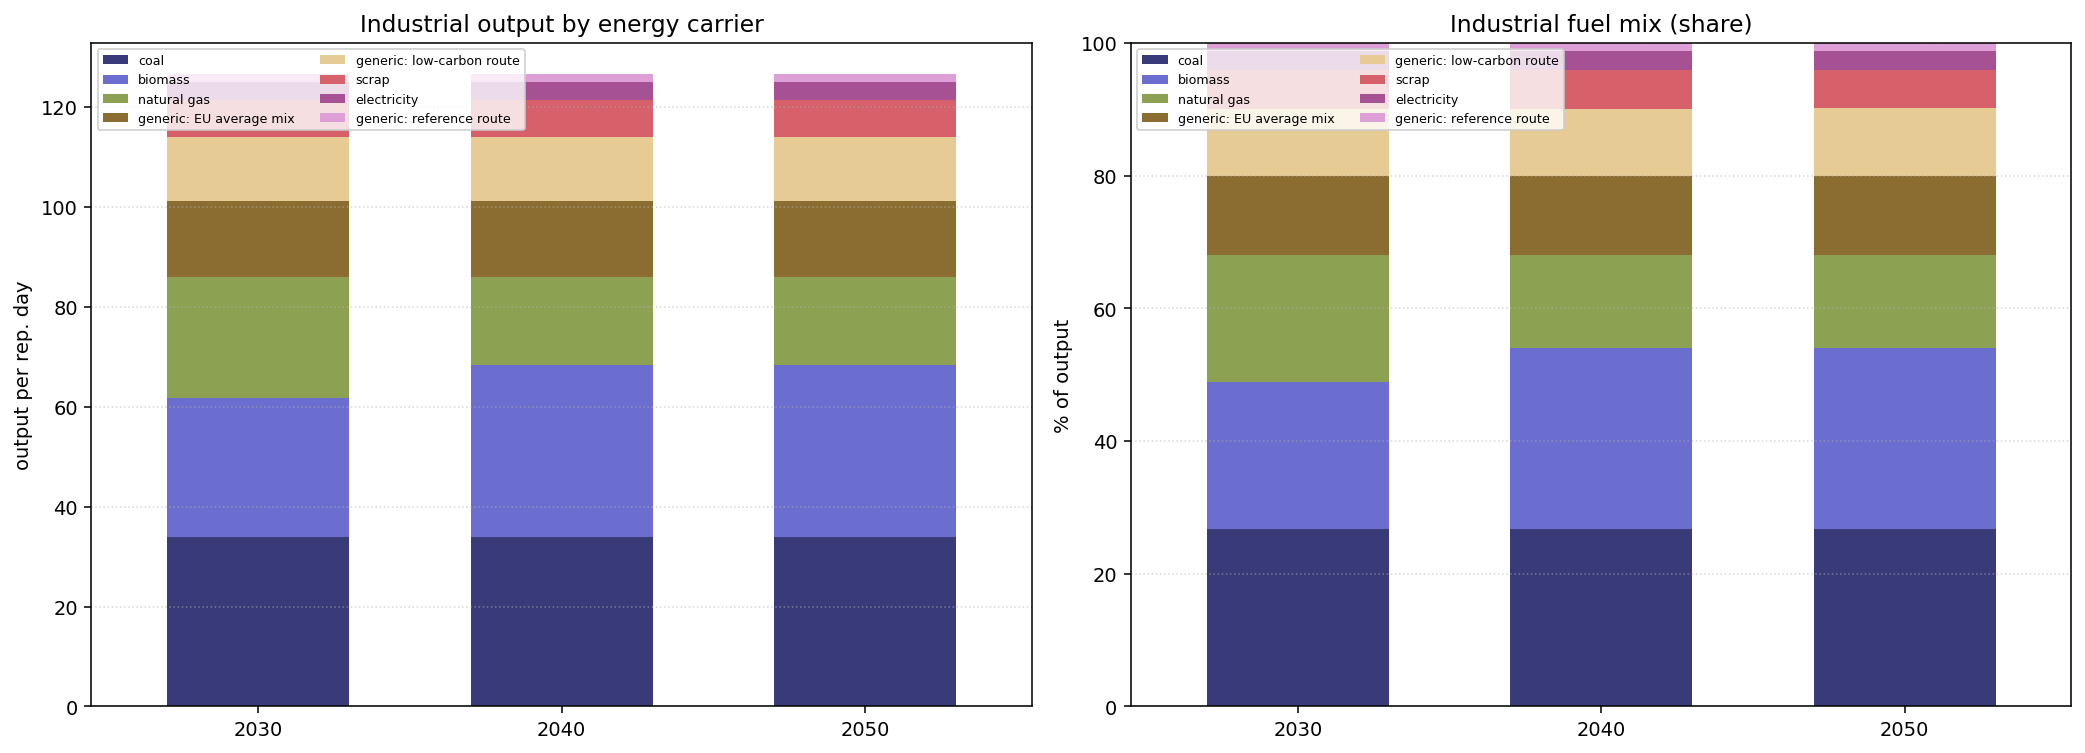 Industrial output by energy carrier
coal
biomass
natural gas
generic: EU average mix
generic: low-carbon route
scrap
electricity
generic: reference route
output per rep. day
120
100
80
60
40
20
0
2030 2040 2050
Industrial fuel mix (share)
coal
biomass
natural gas
generic: EU average mix
generic: low-carbon route
scrap
electricity
generic: reference route
% of output
100
80
60
40
20
0
2030 2040 2050